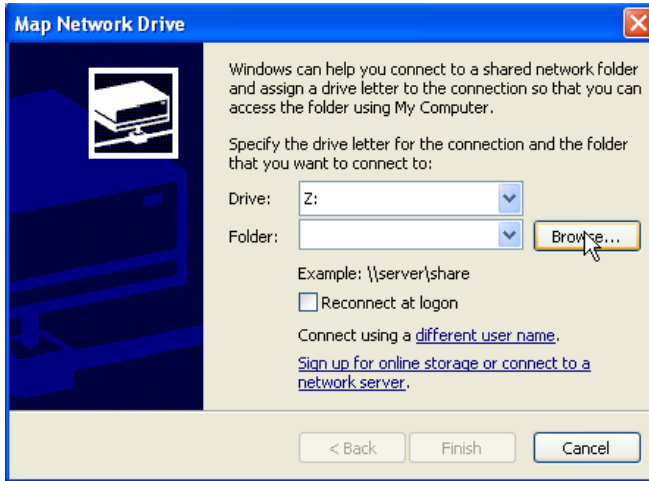 Map Network Drive
Windows can help you connect to a shared network folder
and assign a drive letter to the connection so that you can
access the folder using My Computer.
Specify the drive letter for the connection and the folder
that you want to connect to:
Drive: Z:
Folder: Browse...
Example: \\server\share
Reconnect at logon
Connect using a different user name.
Sign up for online storage or connect to a
network server.
< Back Finish Cancel